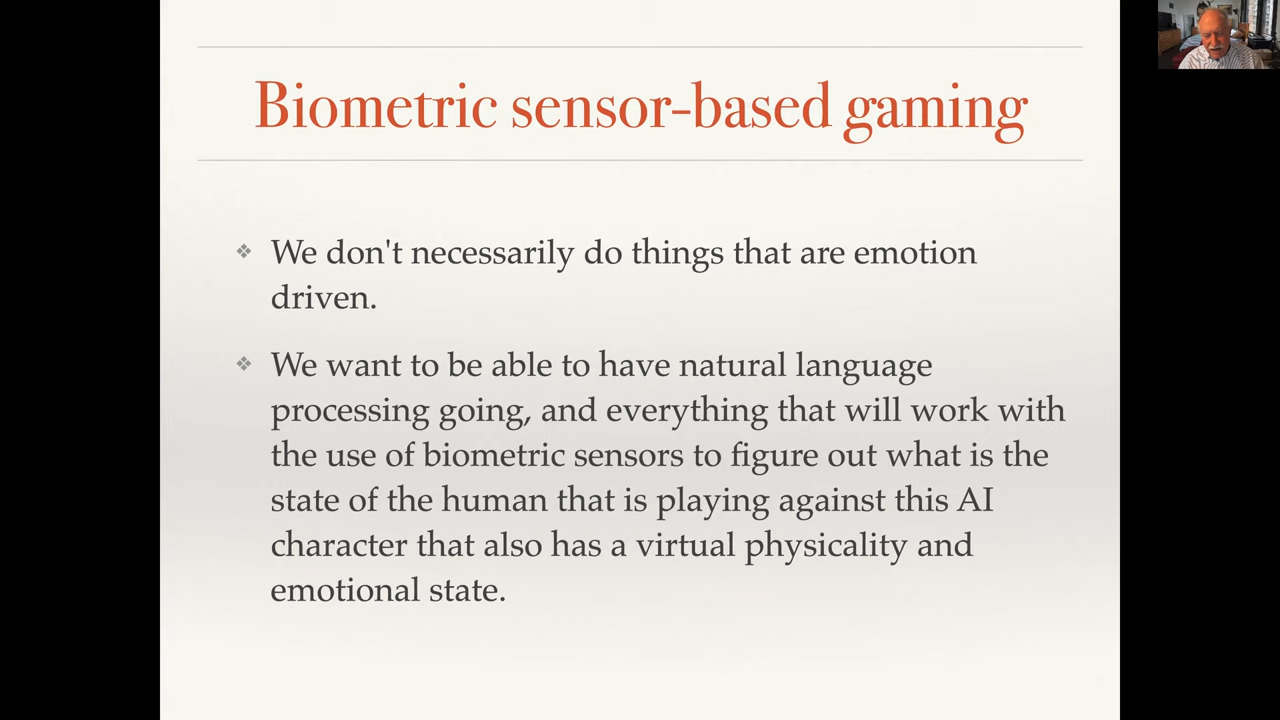 Biometric sensor-based gaming
We don't necessarily do things that are emotion
driven.
We want to be able to have natural language
processing going, and everything that will work with
the use of biometric sensors to figure out what is the
state of the human that is playing against this AI
character that also has a virtual physicality and
emotional state.